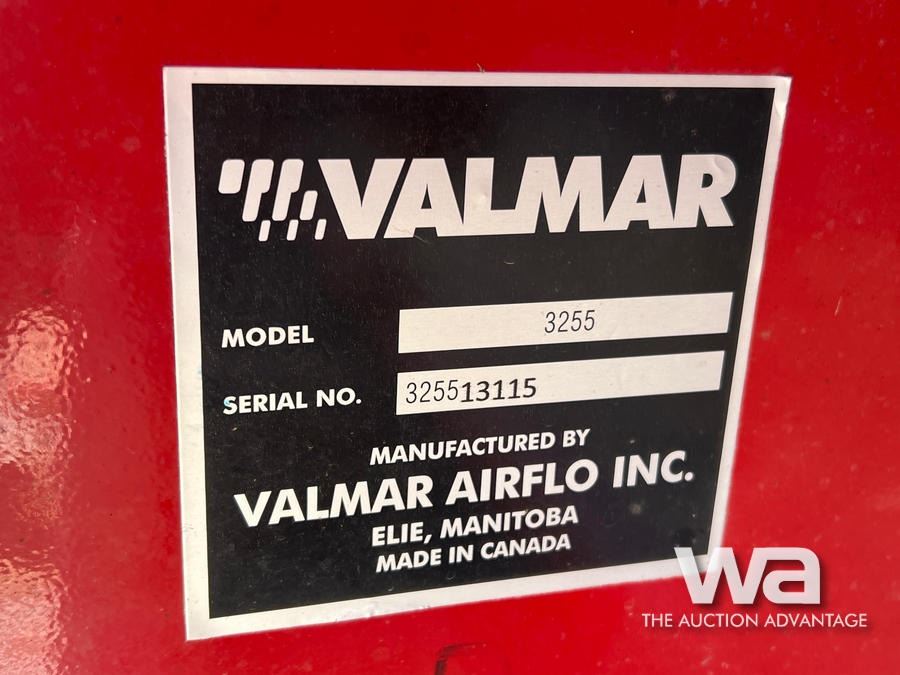 VALMAR
MODEL 3255
SERIAL NO. 325513115
MANUFACTURED BY
VALMAR AIRFLO INC.
ELIE, MANITOBA
MADE IN CANADA
wa
THE AUCTION ADVANTAGE